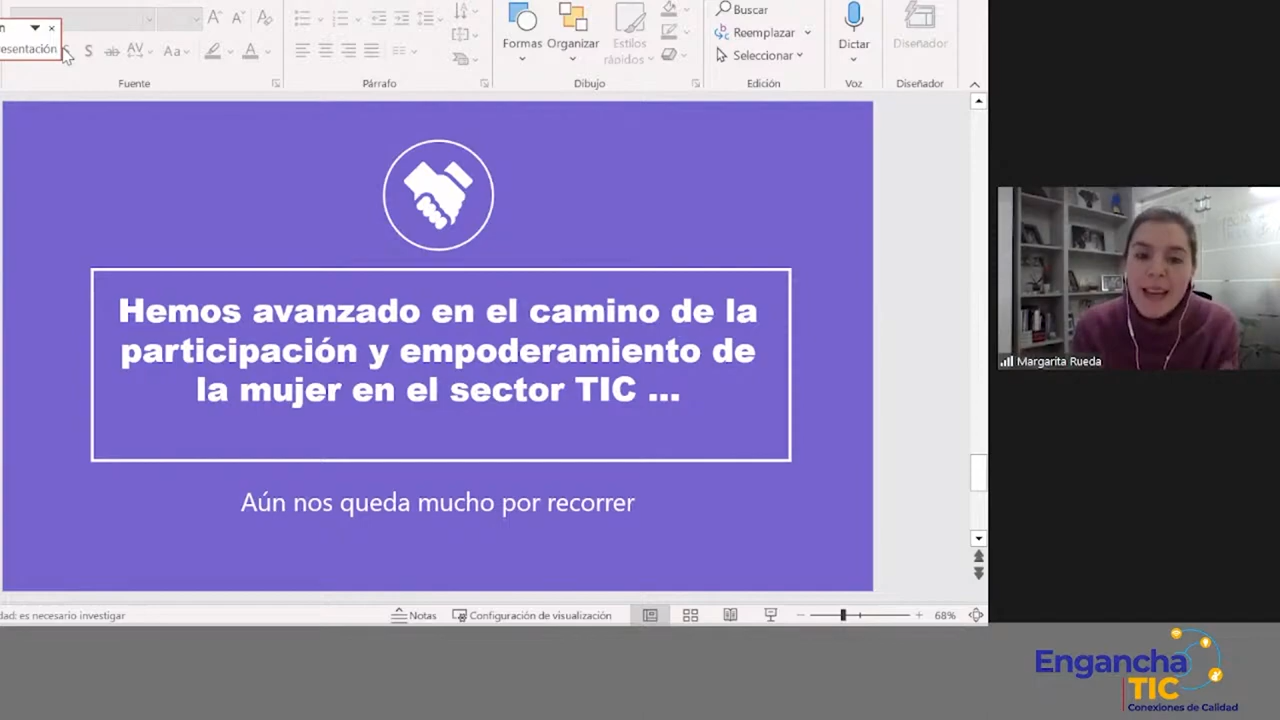 Buscar
Reemplazar
Seleccionar
Formas
Organizar
Estilos
rápidos
Dictar
Diseñador
esentación
Aa
Fuente
Párrafo
Dibujo
Edición
Voz
Diseñador
Hemos avanzado en el camino de la
participación y empoderamiento de
la mujer en el sector TIC ...
Aún nos queda mucho por recorrer
Margarita Rueda
dad: es necesario investigar
Notas
Configuración de visualización
68%
Engancha
TIC
Conexiones de Calidad